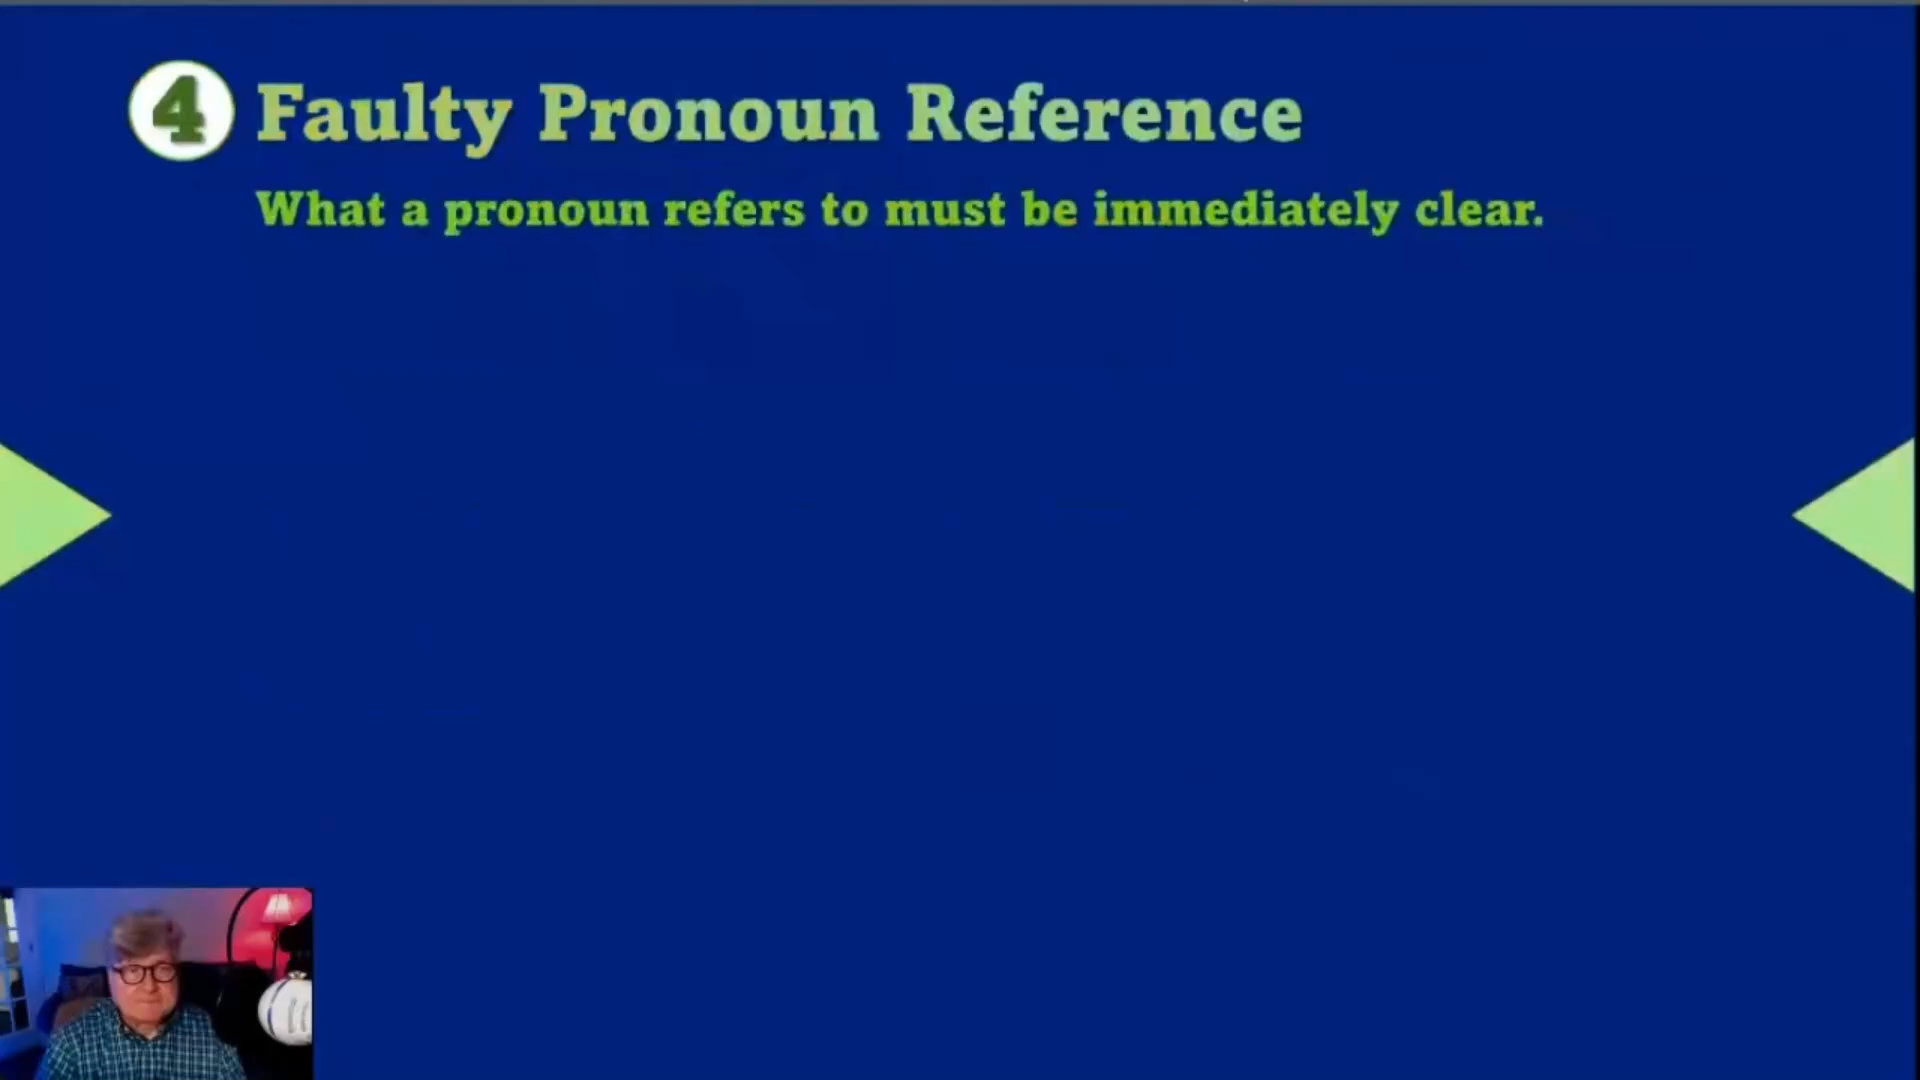 4 Faulty Pronoun Reference
What a pronoun refers to must be immediately clear.